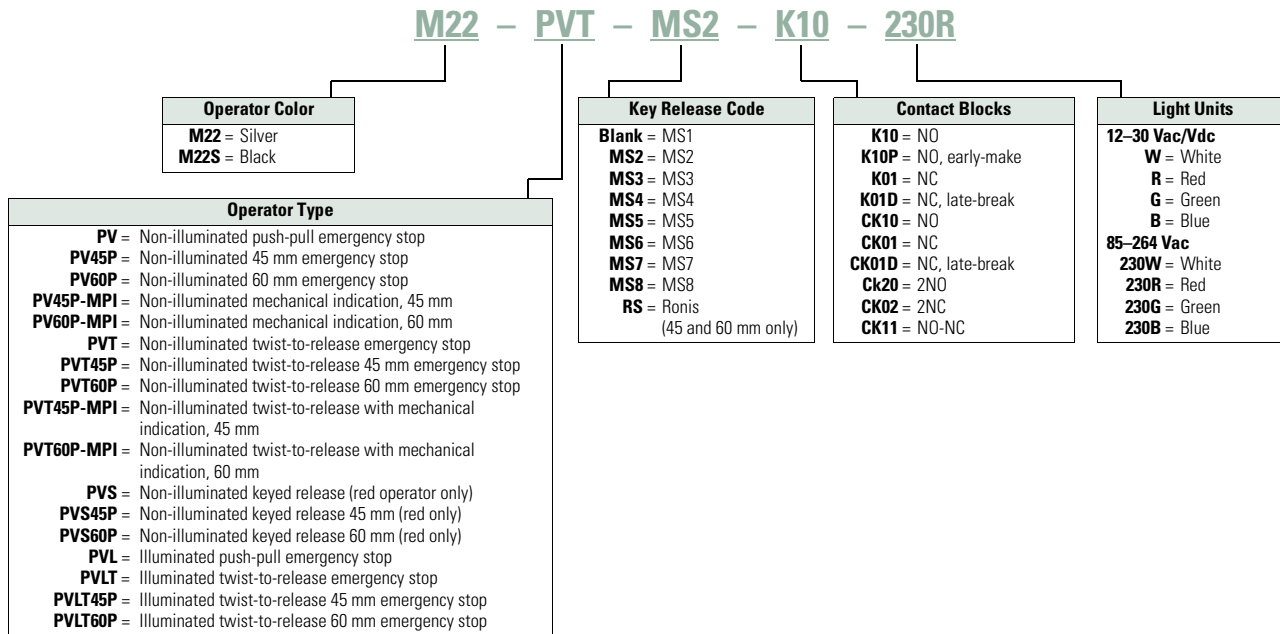 M22 – PVT – MS2 – K10 – 230R
Operator Color
M22 = Silver
M22S = Black
Operator Type
PV = Non-illuminated push-pull emergency stop
PV45P = Non-illuminated 45 mm emergency stop
PV60P = Non-illuminated 60 mm emergency stop
PV45P-MPI = Non-illuminated mechanical indication, 45 mm
PV60P-MPI = Non-illuminated mechanical indication, 60 mm
PVT = Non-illuminated twist-to-release emergency stop
PVT45P = Non-illuminated twist-to-release 45 mm emergency stop
PVT60P = Non-illuminated twist-to-release 60 mm emergency stop
PVT45P-MPI = Non-illuminated twist-to-release with mechanical
indication, 45 mm
PVT60P-MPI = Non-illuminated twist-to-release with mechanical
indication, 60 mm
PVS = Non-illuminated keyed release (red operator only)
PVS45P = Non-illuminated keyed release 45 mm (red only)
PVS60P = Non-illuminated keyed release 60 mm (red only)
PVL = Illuminated push-pull emergency stop
PVLT = Illuminated twist-to-release emergency stop
PVLT45P = Illuminated twist-to-release 45 mm emergency stop
PVLT60P = Illuminated twist-to-release 60 mm emergency stop
Key Release Code
Blank = MS1
MS2 = MS2
MS3 = MS3
MS4 = MS4
MS5 = MS5
MS6 = MS6
MS7 = MS7
MS8 = MS8
RS = Ronis
(45 and 60 mm only)
Contact Blocks
K10 = NO
K10P = NO, early-make
K01 = NC
K01D = NC, late-break
CK10 = NO
CK01 = NC
CK01D = NC, late-break
Ck20 = 2NO
CK02 = 2NC
CK11 = NO-NC
Light Units
12–30 Vac/Vdc
W = White
R = Red
G = Green
B = Blue
85–264 Vac
230W = White
230R = Red
230G = Green
230B = Blue